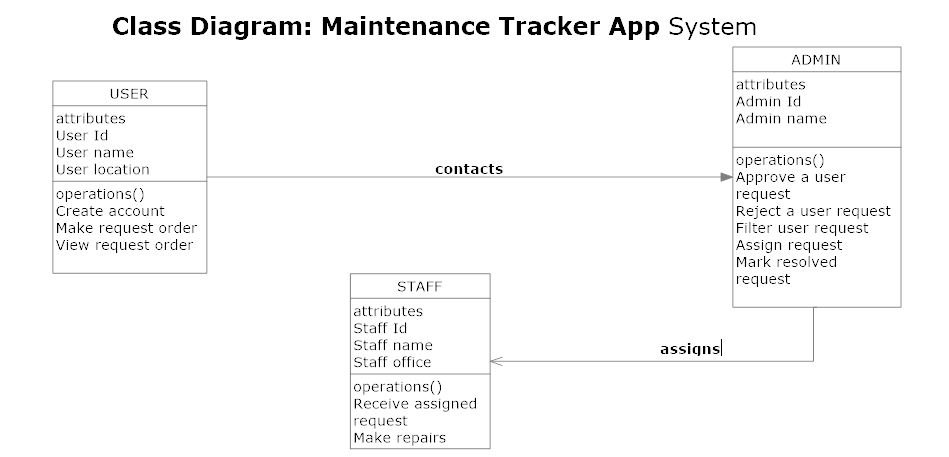 Class Diagram: Maintenance Tracker App System
USER
attributes
User Id
User name
User location
operations()
Create account
Make request order
View request order
contacts
ADMIN
attributes
Admin Id
Admin name
operations()
Approve a user
request
Reject a user request
Filter user request
Assign request
Mark resolved
request
STAFF
attributes
Staff Id
Staff name
Staff office
operations()
Receive assigned
request
Make repairs
assigns